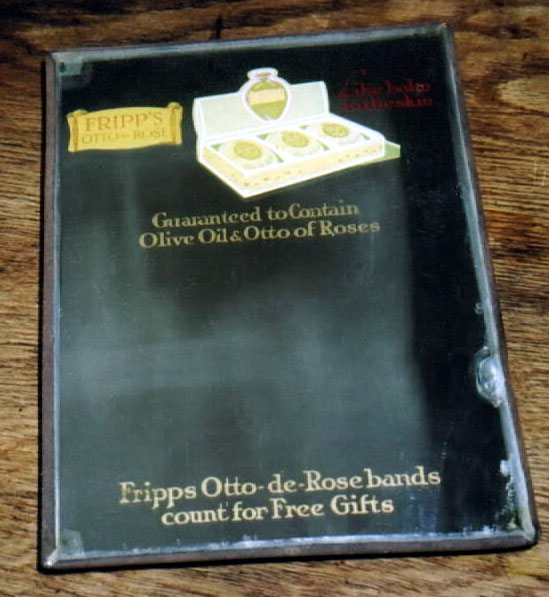 FRIPP'S
OTTO DE ROSE
Like balm
to the skin
Guaranteed to Contain
Olive Oil & Otto of Roses
Fripps Otto-de-Rose bands
count for Free Gifts